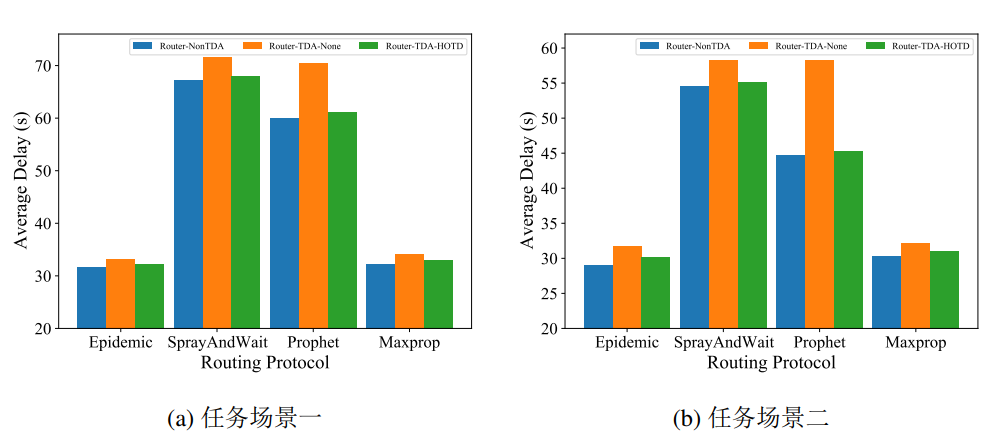 Router-NonTDA Router-TDA-None Router-TDA-HOTD
70
60
50
40
30
20
Average Delay (s)
Epidemic SprayAndWait Prophet Maxprop
Routing Protocol
(a) 任务场景一
Router-NonTDA Router-TDA-None Router-TDA-HOTD
60
55
50
45
40
35
30
25
20
Average Delay (s)
Epidemic SprayAndWait Prophet Maxprop
Routing Protocol
(b) 任务场景二